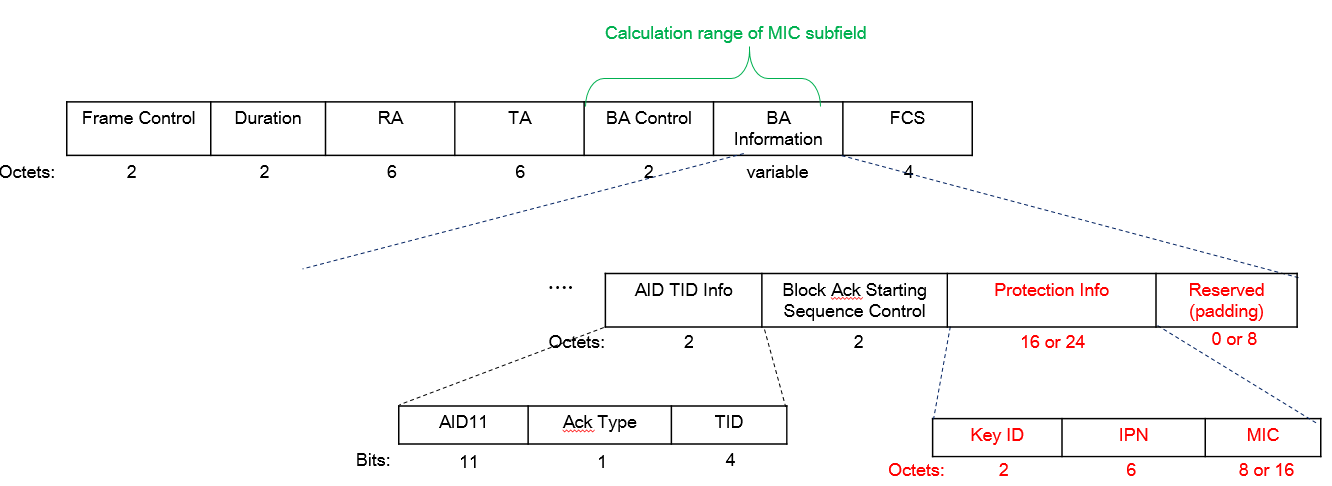 Calculation range of MIC subfield
Frame Control Duration RA TA BA Control BA Information FCS
Octets: 2 2 6 6 2 variable 4
.... AID TID Info Block Ack Starting Sequence Control Protection Info Reserved (padding)
Octets: 2 2 16 or 24 0 or 8
AID11 Ack Type TID
Bits: 11 1 4
Key ID IPN MIC
Octets: 2 6 8 or 16